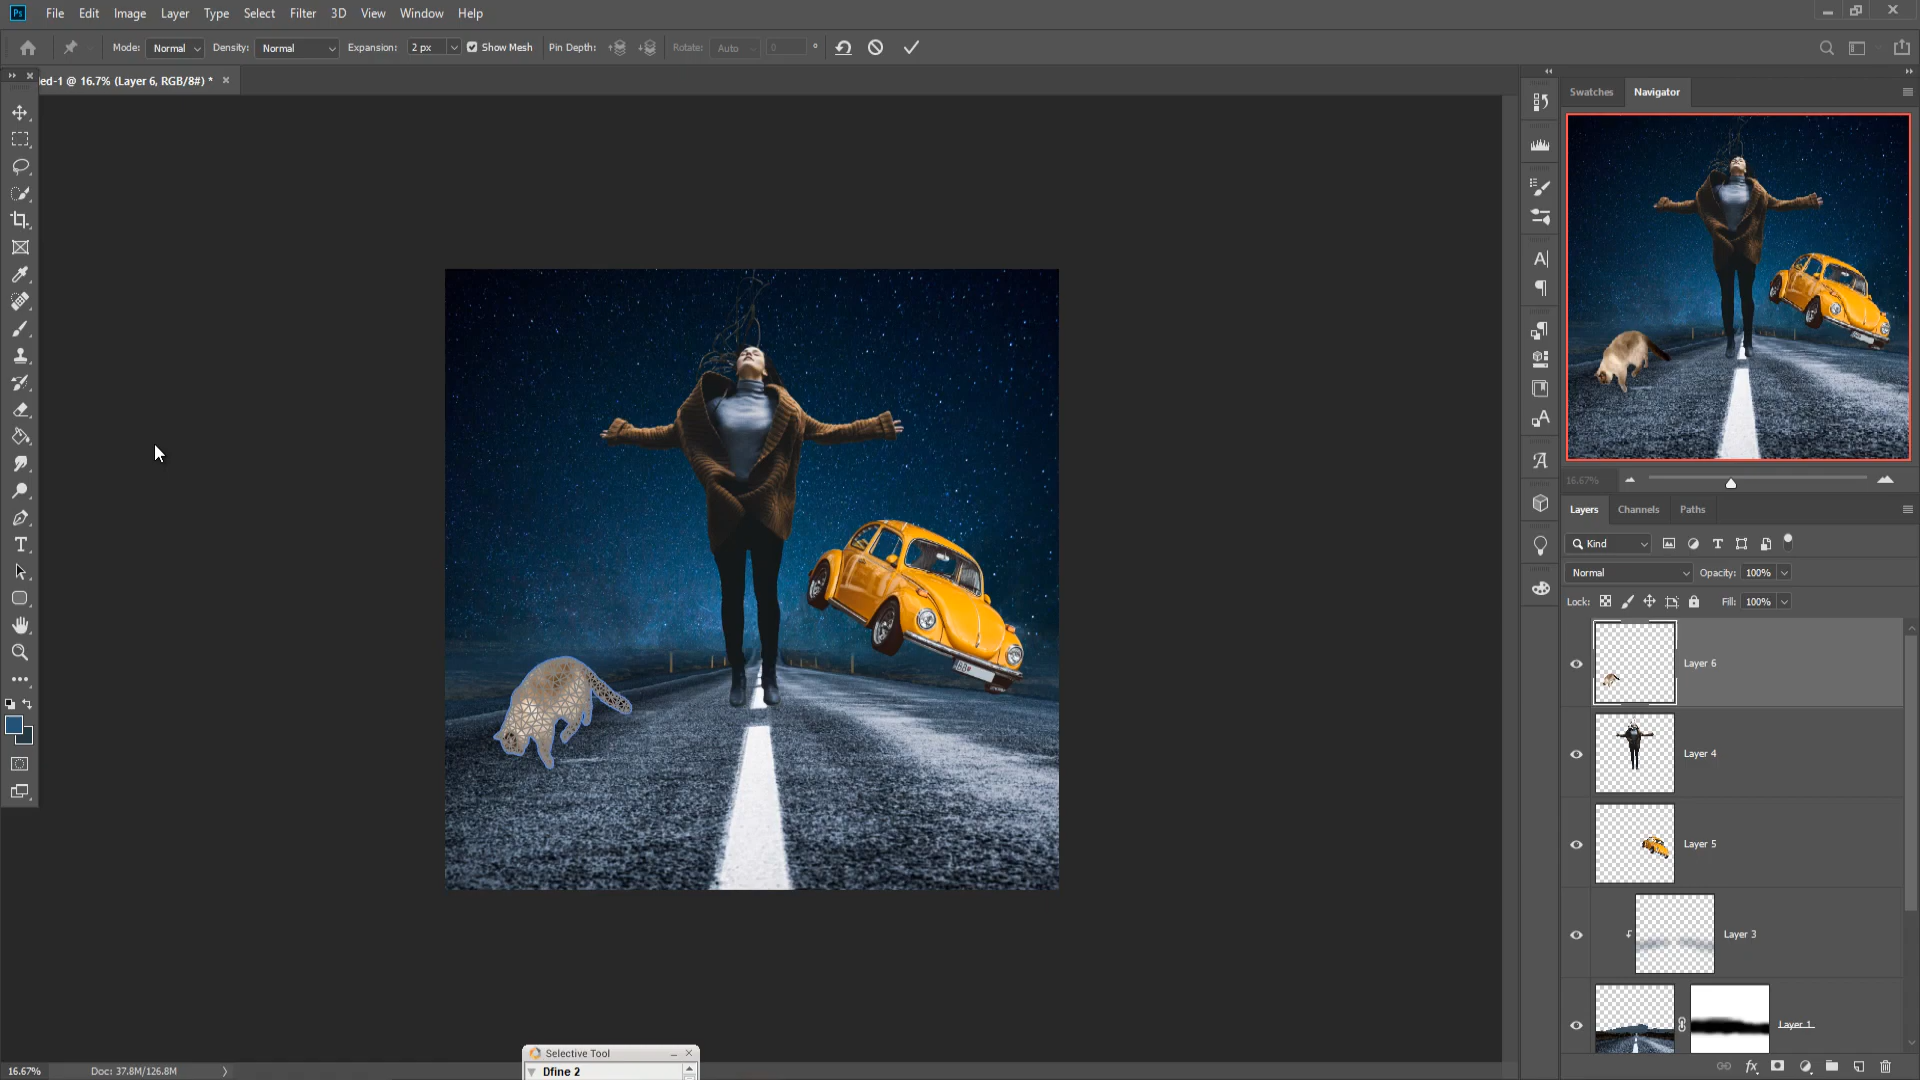 Ps File Edit Image Layer Type Select Filter 3D View Window Help
Mode: Normal Density: Normal Expansion: 2 px Show Mesh Pin Depth: Rotate: Auto 0 °
ed-1 @ 16.7% (Layer 6, RGB/8#) *
Swatches Navigator
16.67%
Layers Channels Paths
Kind
Normal Opacity: 100%
Lock: Fill: 100%
Layer 6
Layer 4
Layer 5
Layer 3
Layer 1
Selective Tool
Dfine 2
16.67% Doc: 37.8M/126.8M